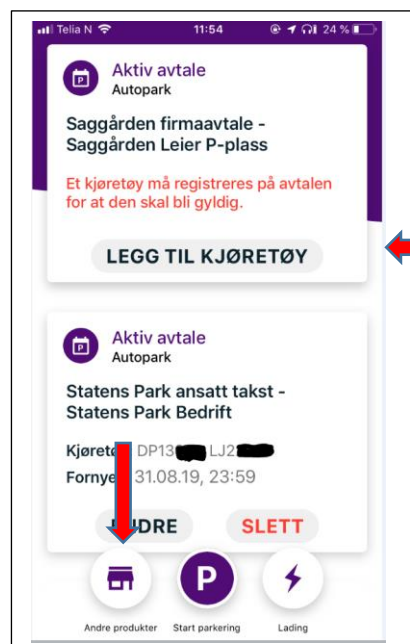 Telia N 11:54 24 %
Aktiv avtale
Autopark
Saggården firmaavtale -
Saggården Leier P-plass
Et kjøretøy må registreres på avtalen
for at den skal bli gyldig.
LEGG TIL KJØRETØY
Aktiv avtale
Autopark
Statens Park ansatt takst -
Statens Park Bedrift
DP13 LJ2
31.08.19, 23:59
SLETT
P
Andre produkter Start parkering Lading